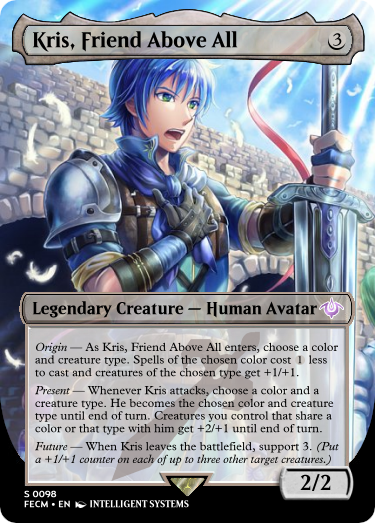 Kris, Friend Above All 3
Legendary Creature — Human Avatar
Origin — As Kris, Friend Above All enters, choose a color
and creature type. Spells of the chosen color cost 1 less
to cast and creatures of the chosen type get +1/+1.
Present — Whenever Kris attacks, choose a color and a
creature type. He becomes the chosen color and creature
type until end of turn. Creatures you control that share a
color or that type with him get +2/+1 until end of turn.
Future — When Kris leaves the battlefield, support 3. (Put
a +1/+1 counter on each of up to three other target creatures.)
2/2
S 0098
FECM • EN INTELLIGENT SYSTEMS